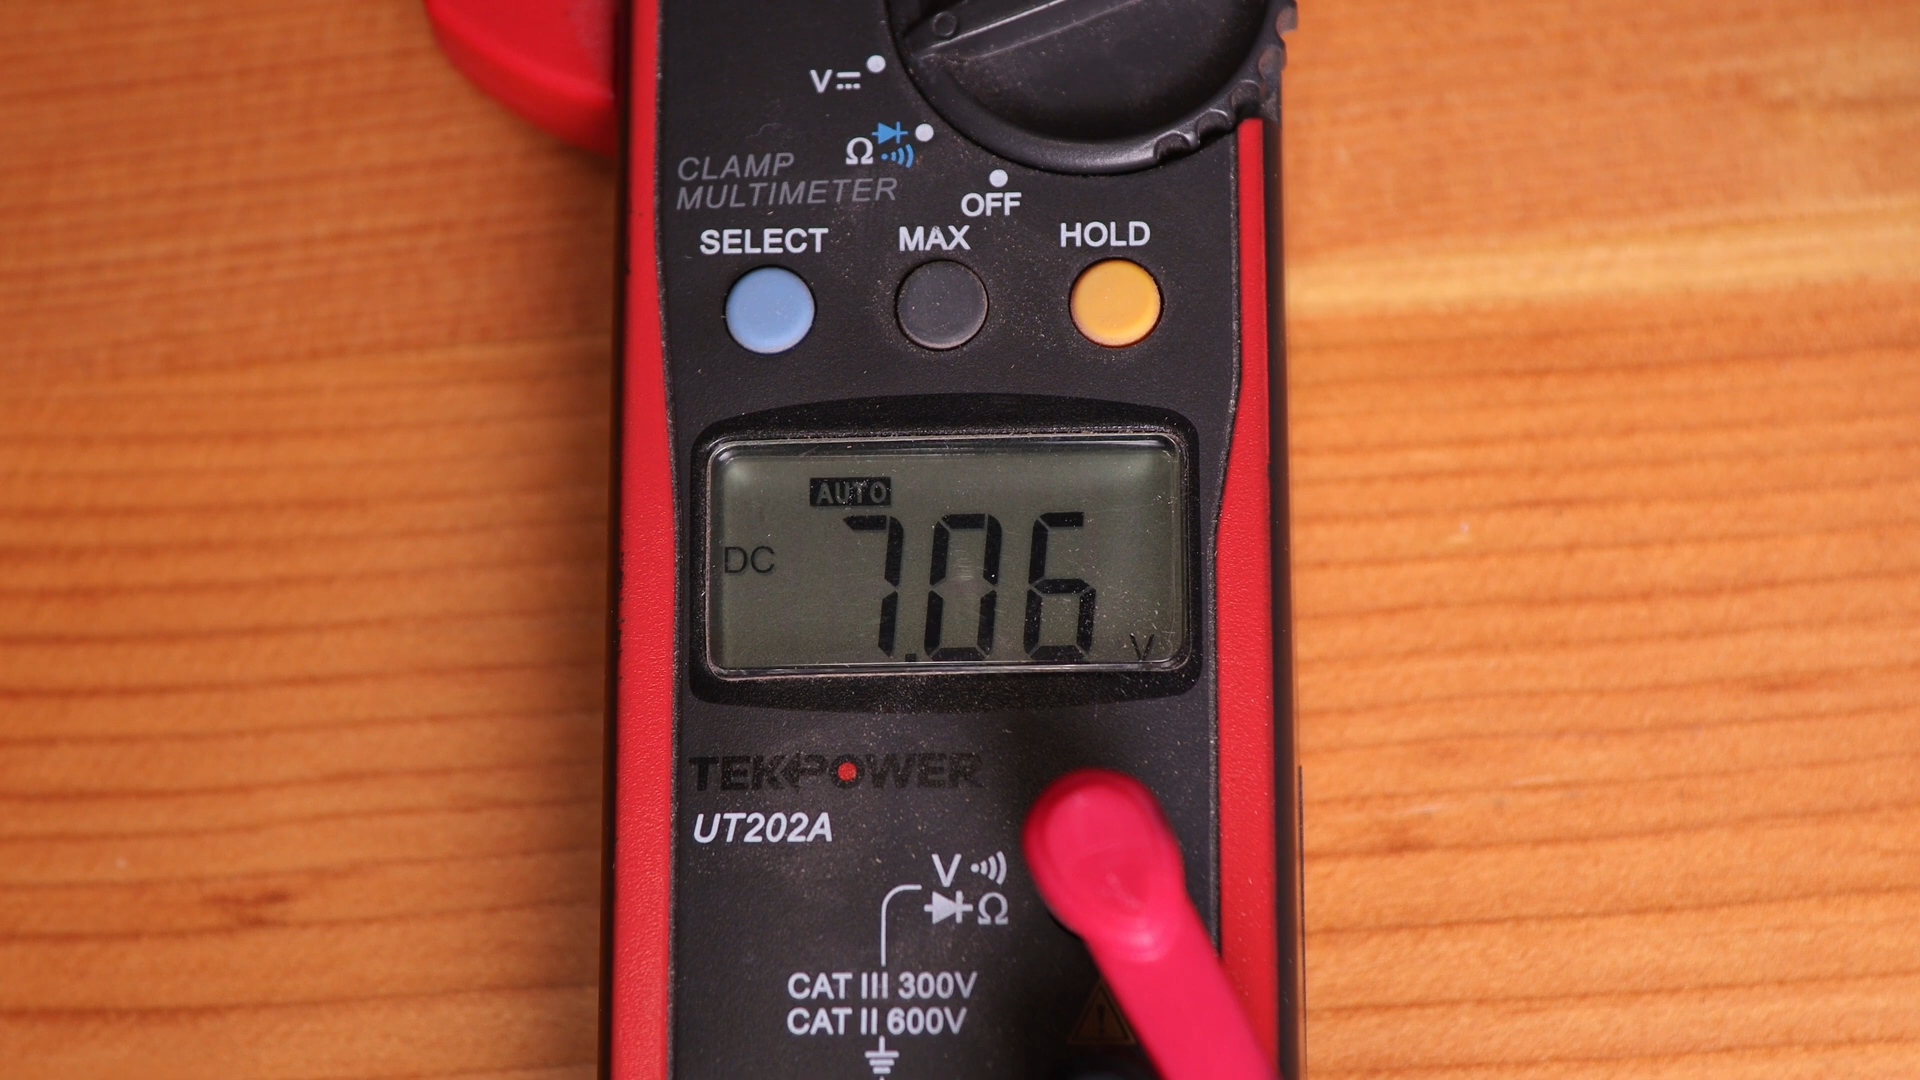 V
Ω
CLAMP
MULTIMETER
OFF
SELECT MAX HOLD
AUTO
DC 7.06 V
TEKPOWER
UT202A
V
Ω
CAT III 300V
CAT II 600V